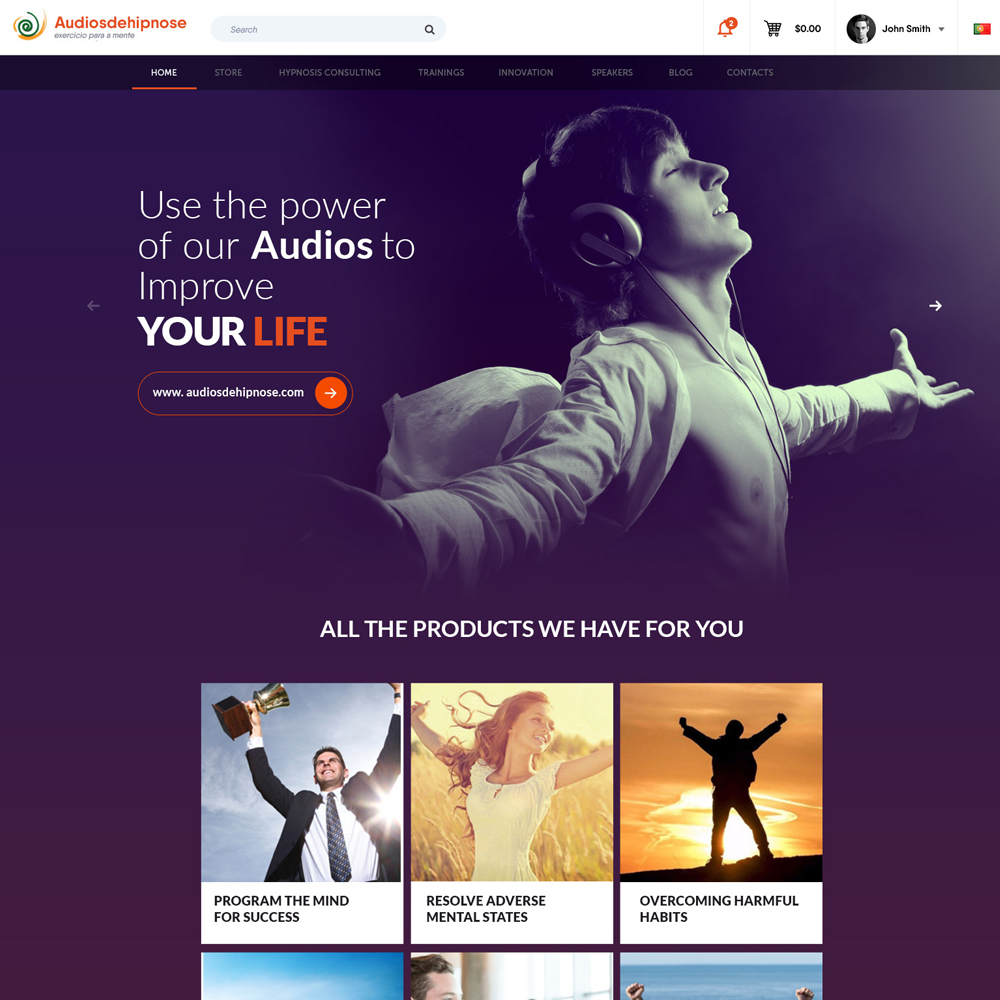 Audiosdehipnose
exercicio para a mente
Search
2
$0.00
John Smith
HOME
STORE
HYPNOSIS CONSULTING
TRAININGS
INNOVATION
SPEAKERS
BLOG
CONTACTS
Use the power
of our Audios to
Improve
YOUR LIFE
www. audiosdehipnose.com
ALL THE PRODUCTS WE HAVE FOR YOU
PROGRAM THE MIND
FOR SUCCESS
RESOLVE ADVERSE
MENTAL STATES
OVERCOMING HARMFUL
HABITS